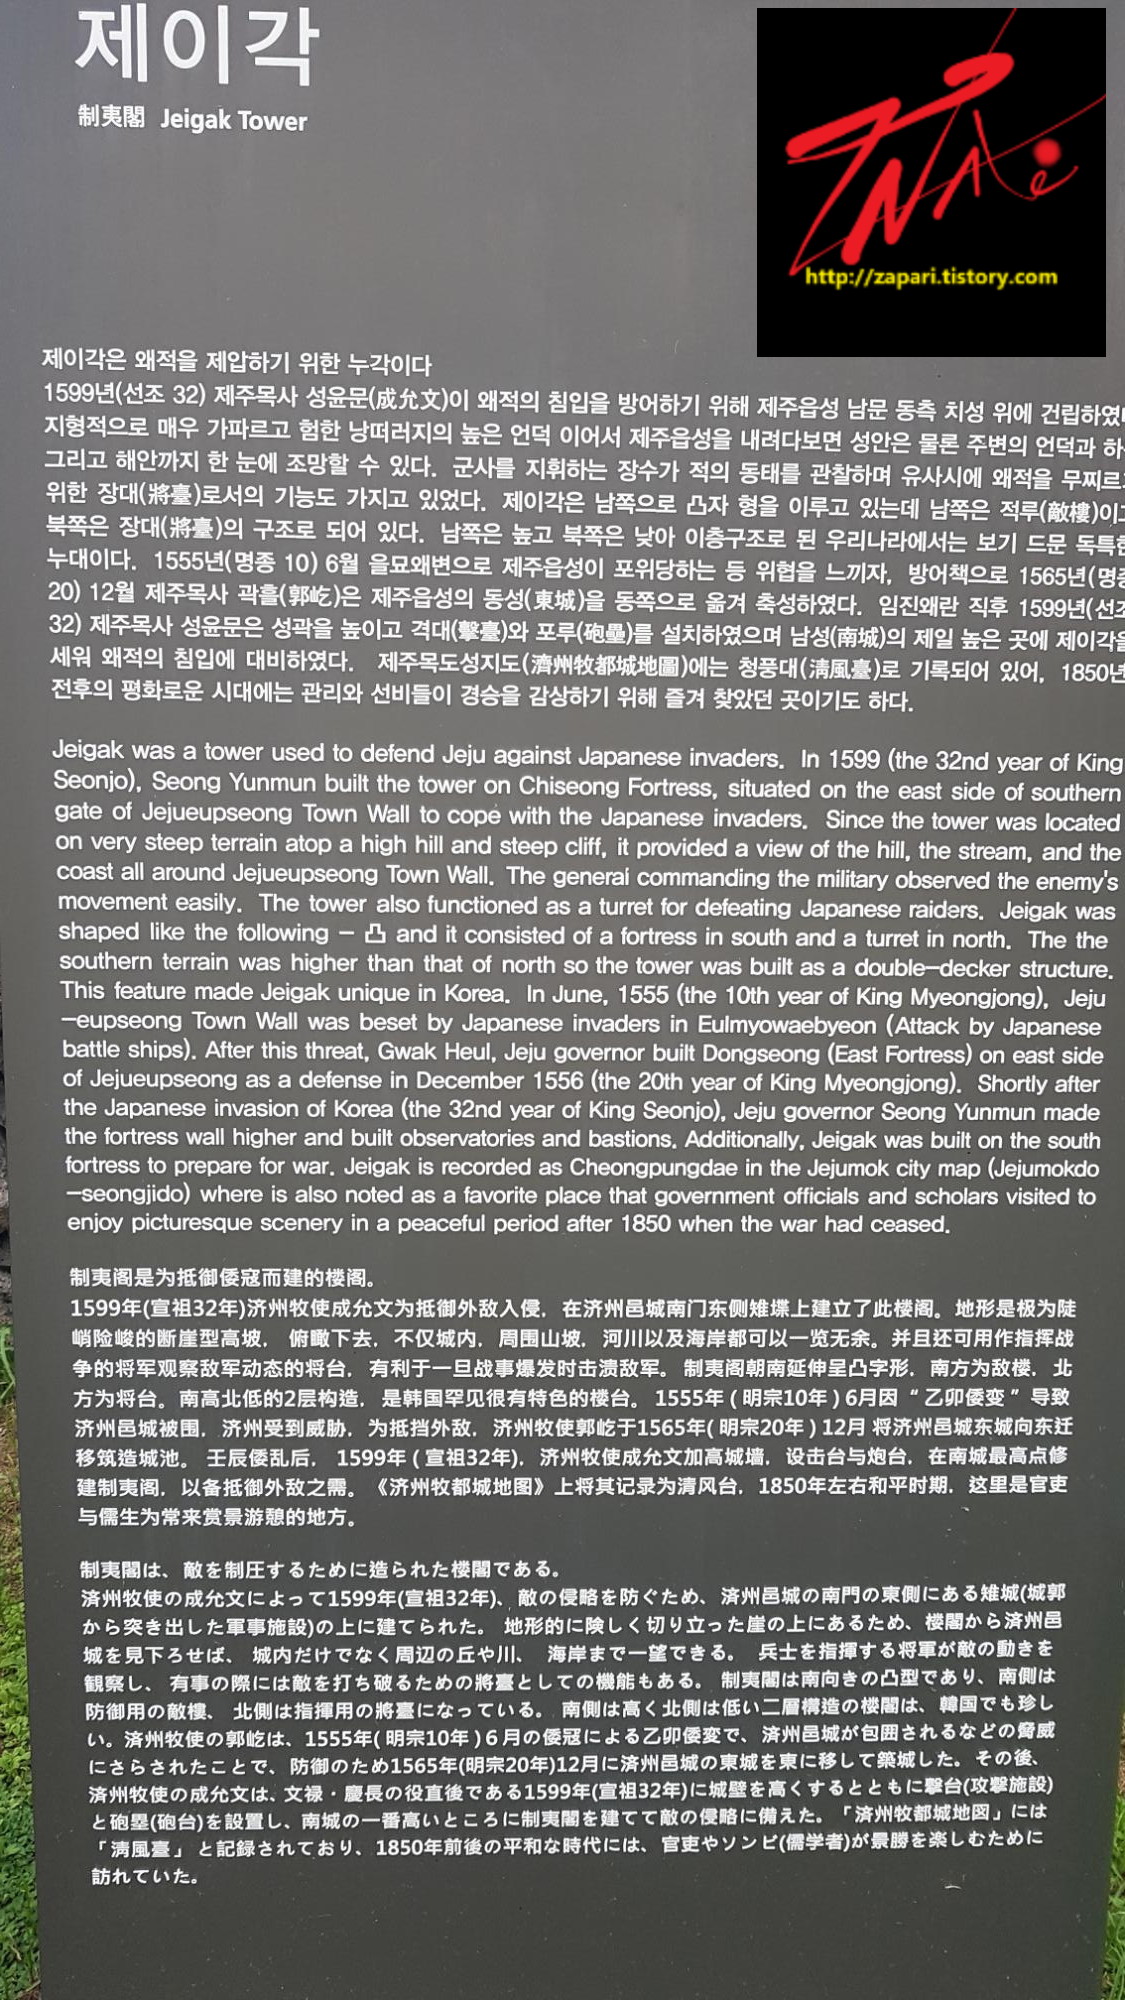 제이각
制夷閣 Jeigak Tower
ZNAe
http://zapari.tistory.com
제이각은 왜적을 제압하기 위한 누각이다
1599년(선조 32) 제주목사 성윤문(成允文)이 왜적의 침입을 방어하기 위해 제주읍성 남문 동측 치성 위에 건립하였
지형적으로 매우 가파르고 험한 낭떠러지의 높은 언덕 이어서 제주읍성을 내려다보면 성안은 물론 주변의 언덕과 하
그리고 해안까지 한 눈에 조망할 수 있다. 군사를 지휘하는 장수가 적의 동태를 관찰하며 유사시에 왜적을 무찌르
위한 장대(將臺)로서의 기능도 가지고 있었다. 제이각은 남쪽으로 凸자 형을 이루고 있는데 남쪽은 적루(敵樓)이
북쪽은 장대(將臺)의 구조로 되어 있다. 남쪽은 높고 북쪽은 낮아 이층구조로 된 우리나라에서는 보기 드문 독특한
누대이다. 1555년(명종 10) 6월 을묘왜변으로 제주읍성이 포위당하는 등 위협을 느끼자, 방어책으로 1565년(명종
20) 12월 제주목사 곽흘(郭屹)은 제주읍성의 동성(東城)을 동쪽으로 옮겨 축성하였다. 임진왜란 직후 1599년(선조
32) 제주목사 성윤문은 성곽을 높이고 격대(擊臺)와 포루(砲壘)를 설치하였으며 남성(南城)의 제일 높은 곳에 제이각을
세워 왜적의 침입에 대비하였다. 제주목도성지도(濟州牧都城地圖)에는 청풍대(淸風臺)로 기록되어 있어, 1850년
전후의 평화로운 시대에는 관리와 선비들이 경승을 감상하기 위해 즐겨 찾았던 곳이기도 하다.
Jeigak was a tower used to defend Jeju against Japanese invaders. In 1599 (the 32nd year of King
Seonjo), Seong Yunmun built the tower on Chiseong Fortress, situated on the east side of southern
gate of Jejueupseong Town Wall to cope with the Japanese invaders. Since the tower was located
on very steep terrain atop a high hill and steep cliff, it provided a view of the hill, the stream, and the
coast all around Jejueupseong Town Wall. The general commanding the military observed the enemy's
movement easily. The tower also functioned as a turret for defeating Japanese raiders. Jeigak was
shaped like the following – 凸 and it consisted of a fortress in south and a turret in north. The the
southern terrain was higher than that of north so the tower was built as a double–decker structure.
This feature made Jeigak unique in Korea. In June, 1555 (the 10th year of King Myeongjong), Jeju
–eupseong Town Wall was beset by Japanese invaders in Eulmyowaebyeon (Attack by Japanese
battle ships). After this threat, Gwak Heul, Jeju governor built Dongseong (East Fortress) on east side
of Jejueupseong as a defense in December 1556 (the 20th year of King Myeongjong). Shortly after
the Japanese invasion of Korea (the 32nd year of King Seonjo), Jeju governor Seong Yunmun made
the fortress wall higher and built observatories and bastions. Additionally, Jeigak was built on the south
fortress to prepare for war. Jeigak is recorded as Cheongpungdae in the Jejumok city map (Jejumokdo
–seongjido) where is also noted as a favorite place that government officials and scholars visited to
enjoy picturesque scenery in a peaceful period after 1850 when the war had ceased.
制夷阁是为抵御倭寇而建的楼阁。
1599年(宣祖32年)济州牧使成允文为抵御外敌入侵, 在济州邑城南门东侧雉堞上建立了此楼阁。地形是极为陡
峭险峻的断崖型高坡, 俯瞰下去, 不仅城内, 周围山坡, 河川以及海岸都可以一览无余。并且还可用作指挥战
争的将军观察敌军动态的将台, 有利于一旦战事爆发时击溃敌军。 制夷阁朝南延伸呈凸字形, 南方为敌楼, 北
方为将台。南高北低的2层构造, 是韩国罕见很有特色的楼台。 1555年 ( 明宗10年 ) 6月因 “ 乙卯倭变 ” 导致
济州邑城被围, 济州受到威胁, 为抵挡外敌, 济州牧使郭屹于1565年( 明宗20年 ) 12月 将济州邑城东城向东迁
移筑造城池。 壬辰倭乱后, 1599年 ( 宣祖32年), 济州牧使成允文加高城墙, 设击台与炮台, 在南城最高点修
建制夷阁, 以备抵御外敌之需。《济州牧都城地图》上将其记录为清风台, 1850年左右和平时期, 这里是官吏
与儒生为常来赏景游憩的地方。
制夷閣は、敵を制圧するために造られた楼閣である。
済州牧使の成允文によって1599年(宣祖32年)、敵の侵略を防ぐため、済州邑城の南門の東側にある雉城(城郭
から突き出した軍事施設)の上に建てられた。 地形的に険しく切り立った崖の上にあるため、楼閣から済州邑
城を見下ろせば、 城内だけでなく周辺の丘や川、 海岸まで一望できる。 兵士を指揮する将軍が敵の動きを
観察し、 有事の際には敵を打ち破るための將臺としての機能もある。 制夷閣は南向きの凸型であり、南側は
防御用の敵樓、 北側は指揮用の將臺になっている。南側は高く北側は低い二層構造の楼閣は、韓国でも珍し
い。済州牧使の郭屹は、1555年( 明宗10年 ) 6 月の倭冦による乙卯倭変で、済州邑城が包囲されるなどの脅威
にさらされたことで、防御のため1565年(明宗20年)12月に済州邑城の東城を東に移して築城した。その後、
済州牧使の成允文は、文禄・慶長の役直後である1599年(宣祖32年)に城壁を高くするとともに撃台(攻撃施設)
と砲塁(砲台)を設置し、南城の一番高いところに制夷閣を建てて敵の侵略に備えた。「済州牧都城地図」には
「清風臺」と記録されており、1850年前後の平和な時代には、官吏やソンビ(儒学者)が景勝を楽しむために
訪れていた。